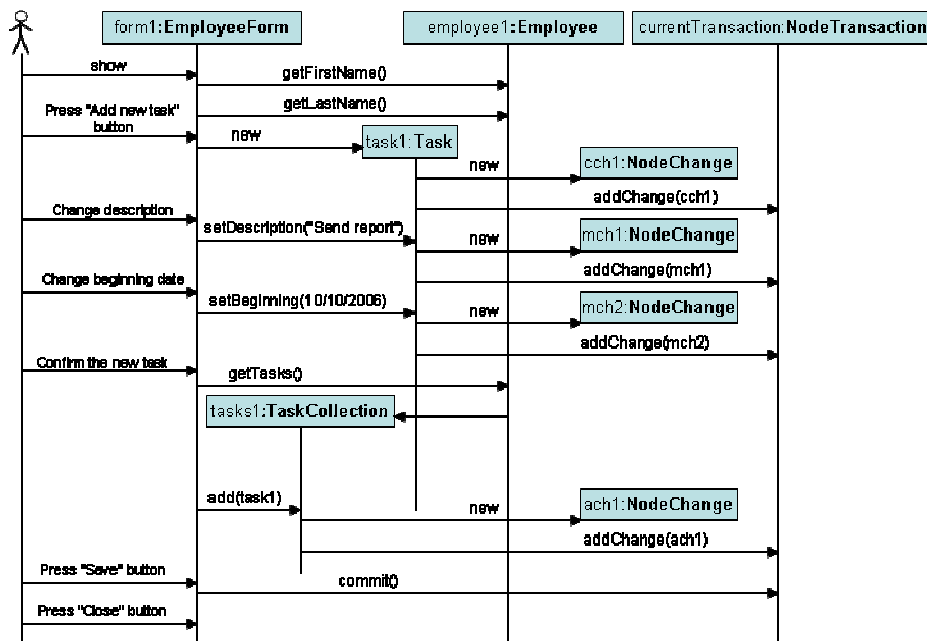 form1:EmployeeForm
employee1:Employee
currentTransaction:NodeTransaction
show
getFirstName()
Press "Add new task"
button
getLastName()
new
task1:Task
new
cch1:NodeChange
addChange(cch1)
Change description
setDescription("Send report")
new
mch1:NodeChange
addChange(mch1)
Change beginning date
setBeginning(10/10/2006)
new
mch2:NodeChange
addChange(mch2)
Confirm the new task
getTasks()
tasks1:TaskCollection
add(task1)
new
ach1:NodeChange
addChange(ach1)
Press "Save" button
commit()
Press "Close" button